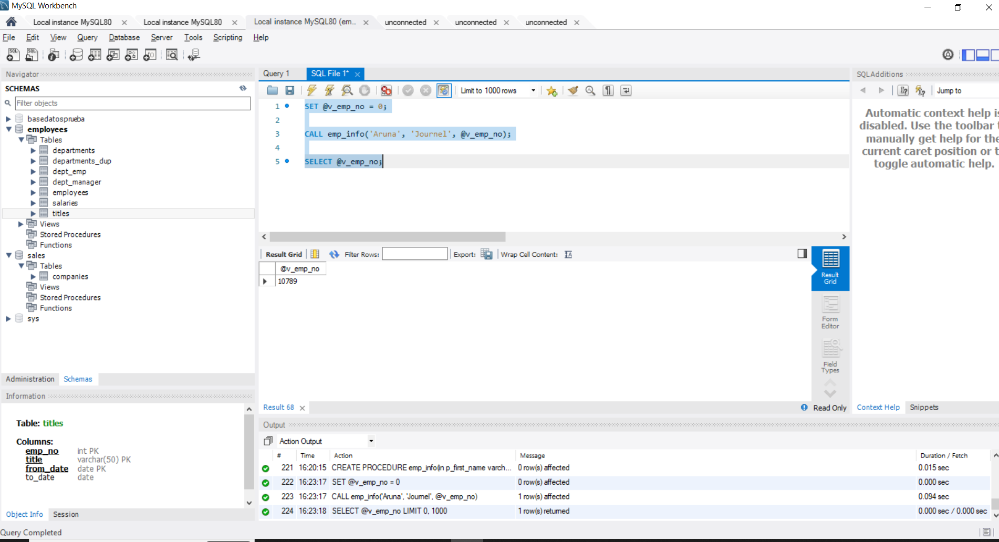 MySQL Workbench
Local instance MySQL80
Local instance MySQL80
Local instance MySQL80 (em...
unconnected
unconnected
unconnected
File Edit View Query Database Server Tools Scripting Help
Navigator
SCHEMAS
Filter objects
basedatosprueba
employees
Tables
departments
departments_dup
dept_emp
dept_manager
employees
salaries
titles
Views
Stored Procedures
Functions
sales
Tables
companies
Views
Stored Procedures
Functions
sys
Administration Schemas
Information
Table: titles
Columns:
emp_no int PK
title varchar(50) PK
from_date date PK
to_date date
Object Info Session
Query Completed
Query 1
SQL File 1*
Limit to 1000 rows
1 SET @v_emp_no = 0;
2
3 CALL emp_info('Aruna', 'Journel', @v_emp_no);
4
5 SELECT @v_emp_no;
Result Grid Filter Rows: Export: Wrap Cell Content:
@v_emp_no
10789
Result
Grid
Form
Editor
Field
Types
Result 68
Read Only
Output
Action Output
# Time Action Message Duration / Fetch
221 16:20:15 CREATE PROCEDURE emp_info(in p_first_name varch... 0 row(s) affected 0.015 sec
222 16:23:17 SET @v_emp_no = 0 0 row(s) affected 0.000 sec
223 16:23:17 CALL emp_info('Aruna', 'Journel', @v_emp_no) 1 row(s) affected 0.094 sec
224 16:23:18 SELECT @v_emp_no LIMIT 0, 1000 1 row(s) returned 0.000 sec / 0.000 sec
SQLAdditions
Jump to
Automatic context help is
disabled. Use the toolbar t
manually get help for the
current caret position or t
toggle automatic help.
Context Help Snippets